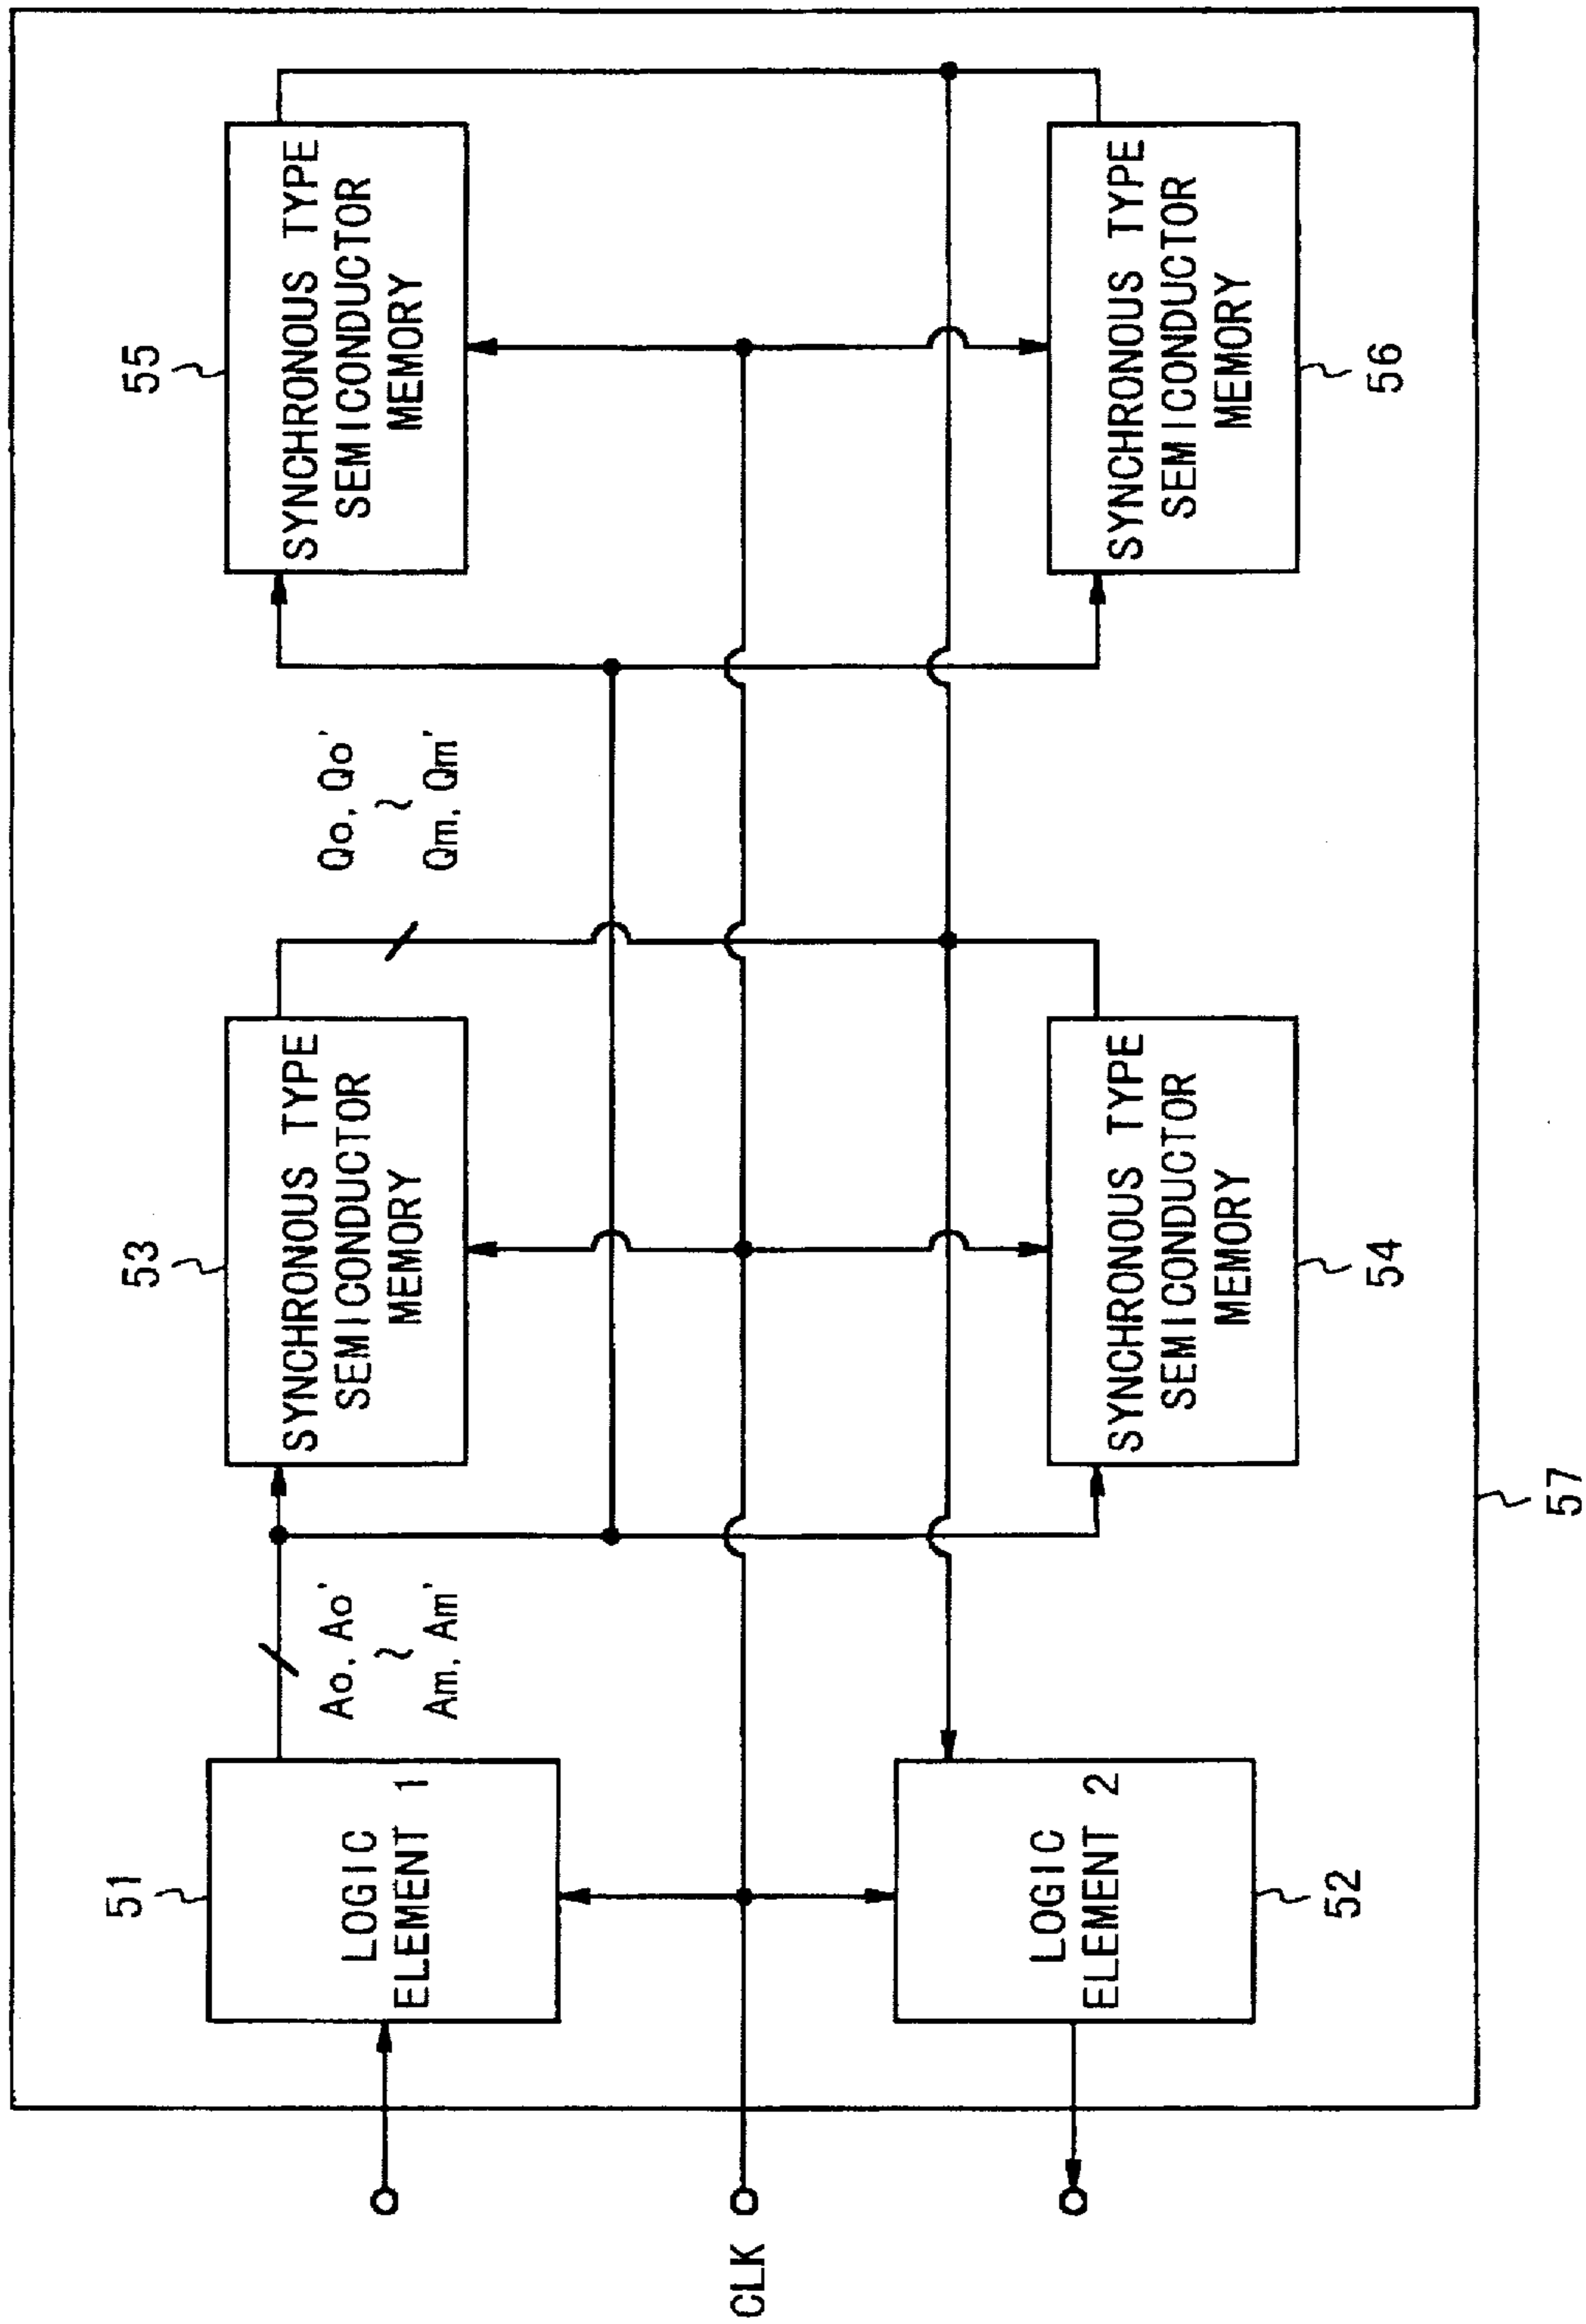 51
LOGIC
ELEMENT 1
Ao, Ao'
~
Am, Am'
53
SYNCHRONOUS TYPE
SEMICONDUCTOR
MEMORY
Qo, Qo'
~
Qm, Qm'
55
SYNCHRONOUS TYPE
SEMICONDUCTOR
MEMORY
CLK
LOGIC
ELEMENT 2
52
SYNCHRONOUS TYPE
SEMICONDUCTOR
MEMORY
54
SYNCHRONOUS TYPE
SEMICONDUCTOR
MEMORY
56
57